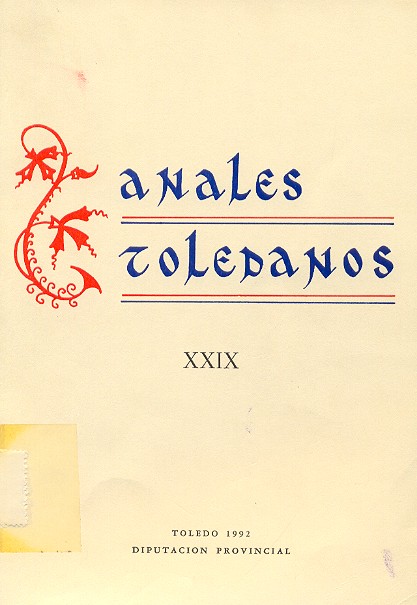 ANALES
TOLEDANOS
XXIX
TOLEDO 1992
DIPUTACION PROVINCIAL